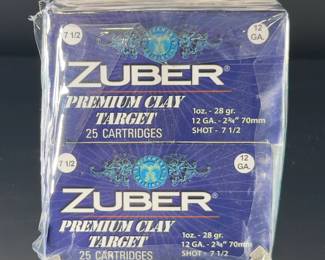 7 1/2
12 GA.
ZUBER®
PREMIUM CLAY TARGET
25 CARTRIDGES
1oz. - 28 gr.
12 GA. - 2¾" 70mm
SHOT - 7 1/2
7 1/2
12 GA.
ZUBER®
PREMIUM CLAY TARGET
25 CARTRIDGES
1oz. - 28 gr.
12 GA. - 2¾" 70mm
SHOT - 7 1/2